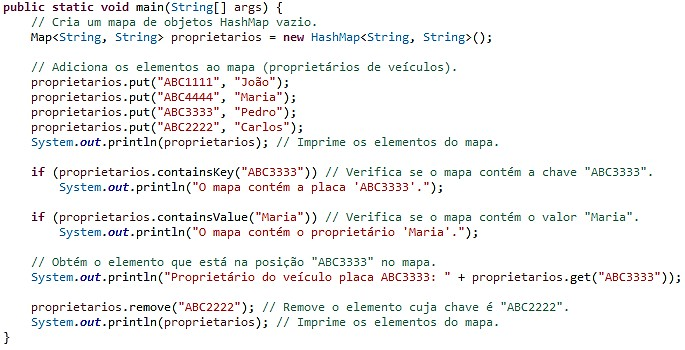 public static void main(String[] args) {
    // Cria um mapa de objetos HashMap vazio.
    Map<String, String> proprietarios = new HashMap<String, String>();

    // Adiciona os elementos ao mapa (proprietários de veículos).
    proprietarios.put("ABC1111", "João");
    proprietarios.put("ABC4444", "Maria");
    proprietarios.put("ABC3333", "Pedro");
    proprietarios.put("ABC2222", "Carlos");
    System.out.println(proprietarios); // Imprime os elementos do mapa.

    if (proprietarios.containsKey("ABC3333")) // Verifica se o mapa contém a chave "ABC3333".
        System.out.println("O mapa contém a placa 'ABC3333'.");

    if (proprietarios.containsValue("Maria")) // Verifica se o mapa contém o valor "Maria".
        System.out.println("O mapa contém o proprietário 'Maria'.");

    // Obtém o elemento que está na posição "ABC3333" no mapa.
    System.out.println("Proprietário do veículo placa ABC3333: " + proprietarios.get("ABC3333"));

    proprietarios.remove("ABC2222"); // Remove o elemento cuja chave é "ABC2222".
    System.out.println(proprietarios); // Imprime os elementos do mapa.
}